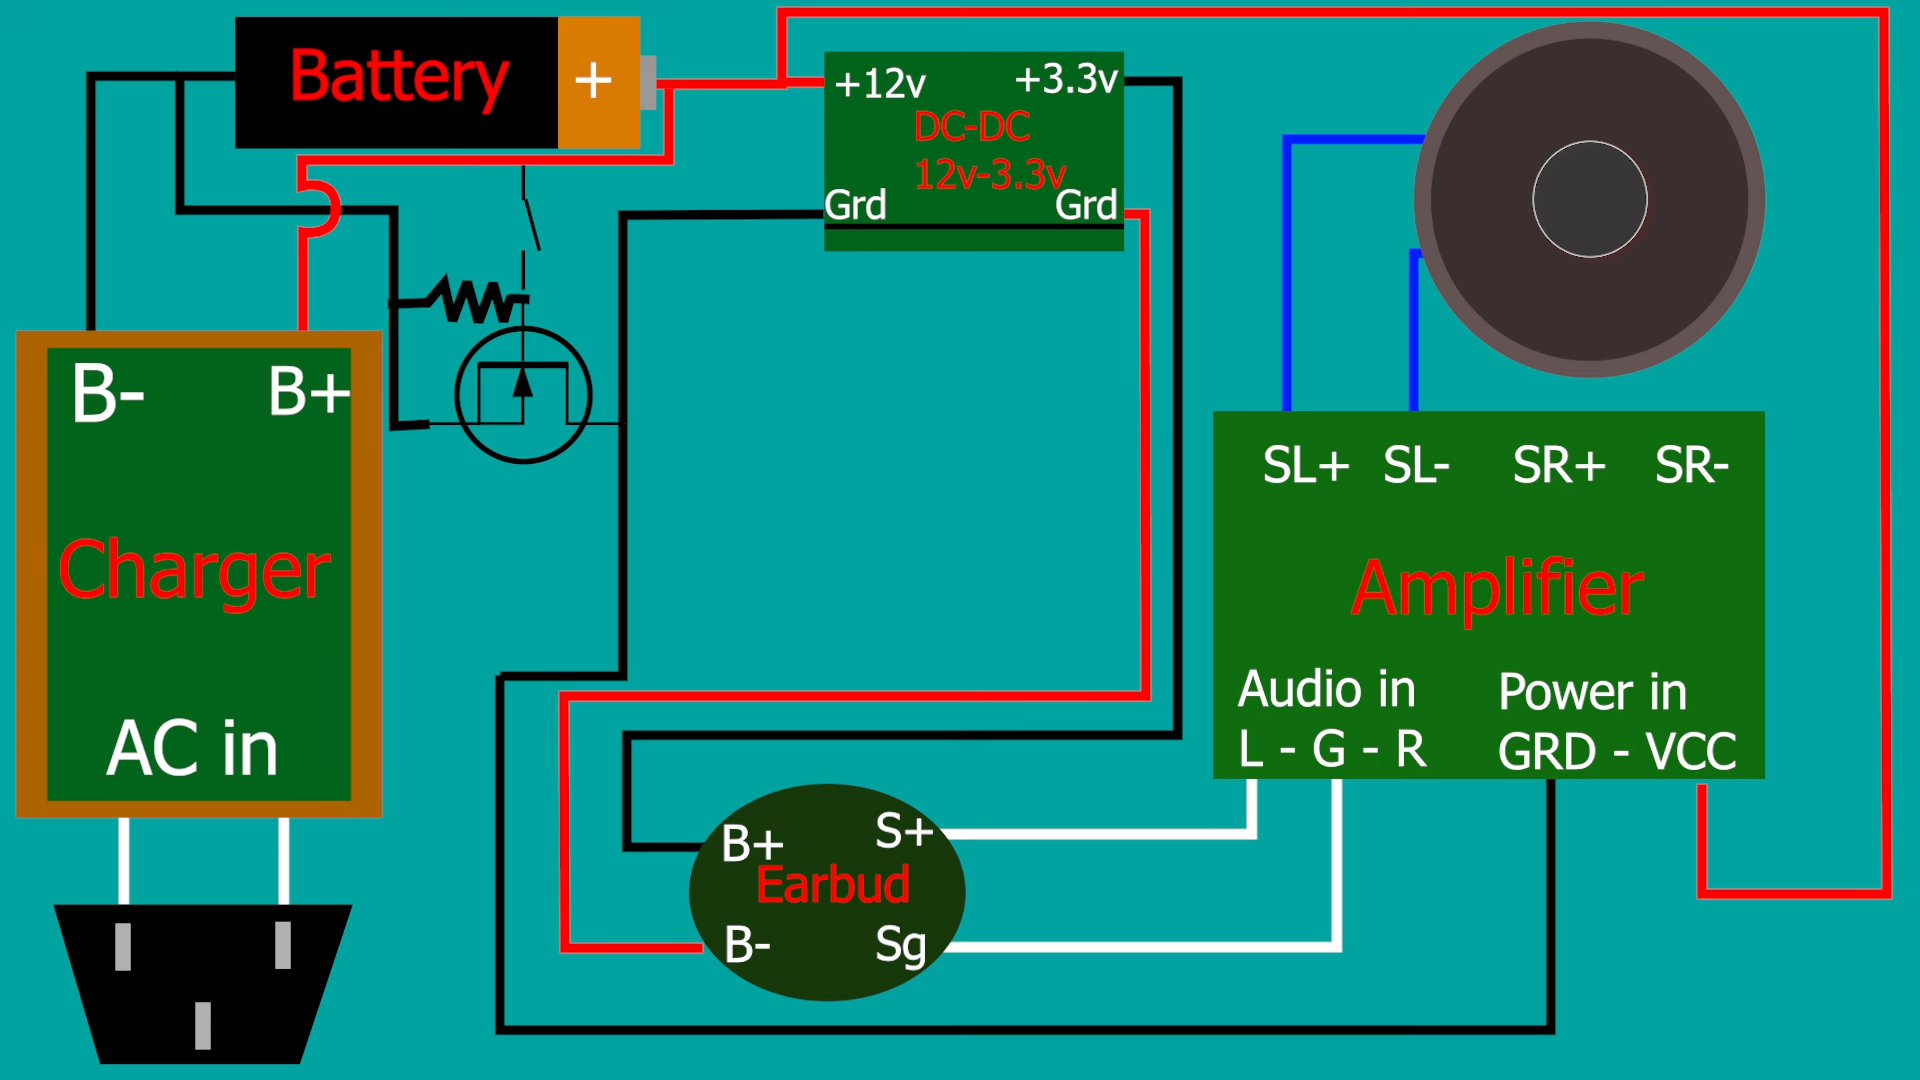 Battery +
+12v +3.3v
DC-DC
12v-3.3v
Grd Grd
B- B+
Charger
AC in
SL+ SL- SR+ SR-
Amplifier
Audio in Power in
L - G - R GRD - VCC
B+ S+
Earbud
B- Sg